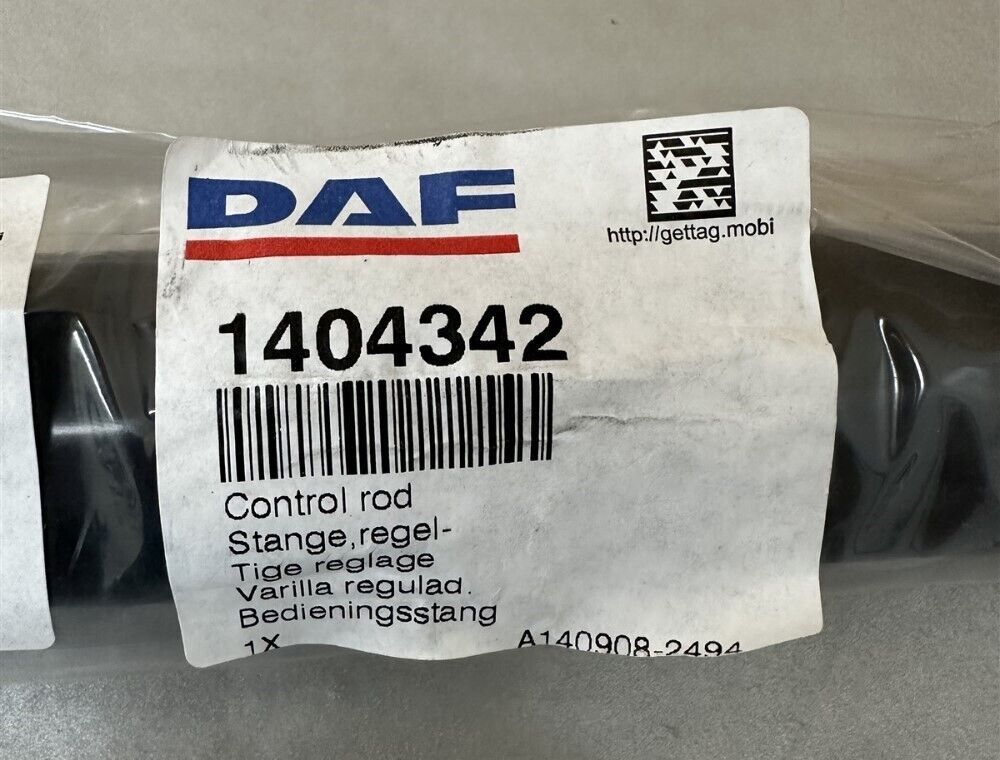 DAF
http://gettag.mobi
1404342
Control rod
Stange,regel-
Tige reglage
Varilla regulad.
Bedieningsstang
1X A140908-2494